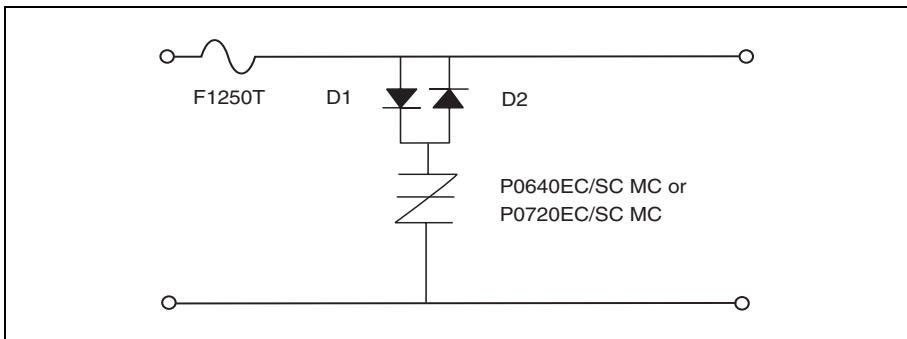 F1250T
D1
D2
P0640EC/SC MC or
P0720EC/SC MC